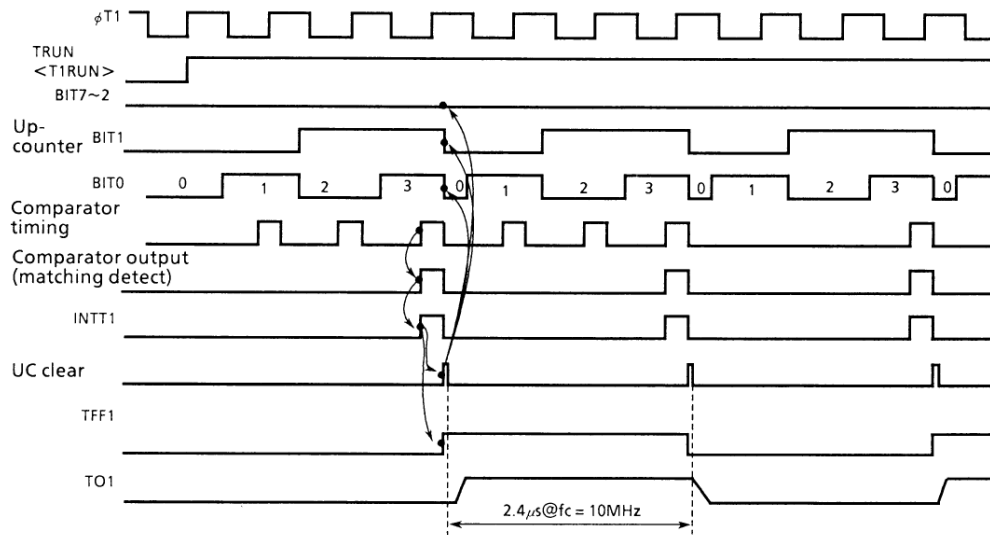 φT1
TRUN
<T1RUN>
BIT7~2
Up-
counter
BIT1
BIT0
0 1 2 3 0 1 2 3 0 1 2 3 0
Comparator
timing
Comparator output
(matching detect)
INTT1
UC clear
TFF1
TO1
2.4μs@fc = 10MHz